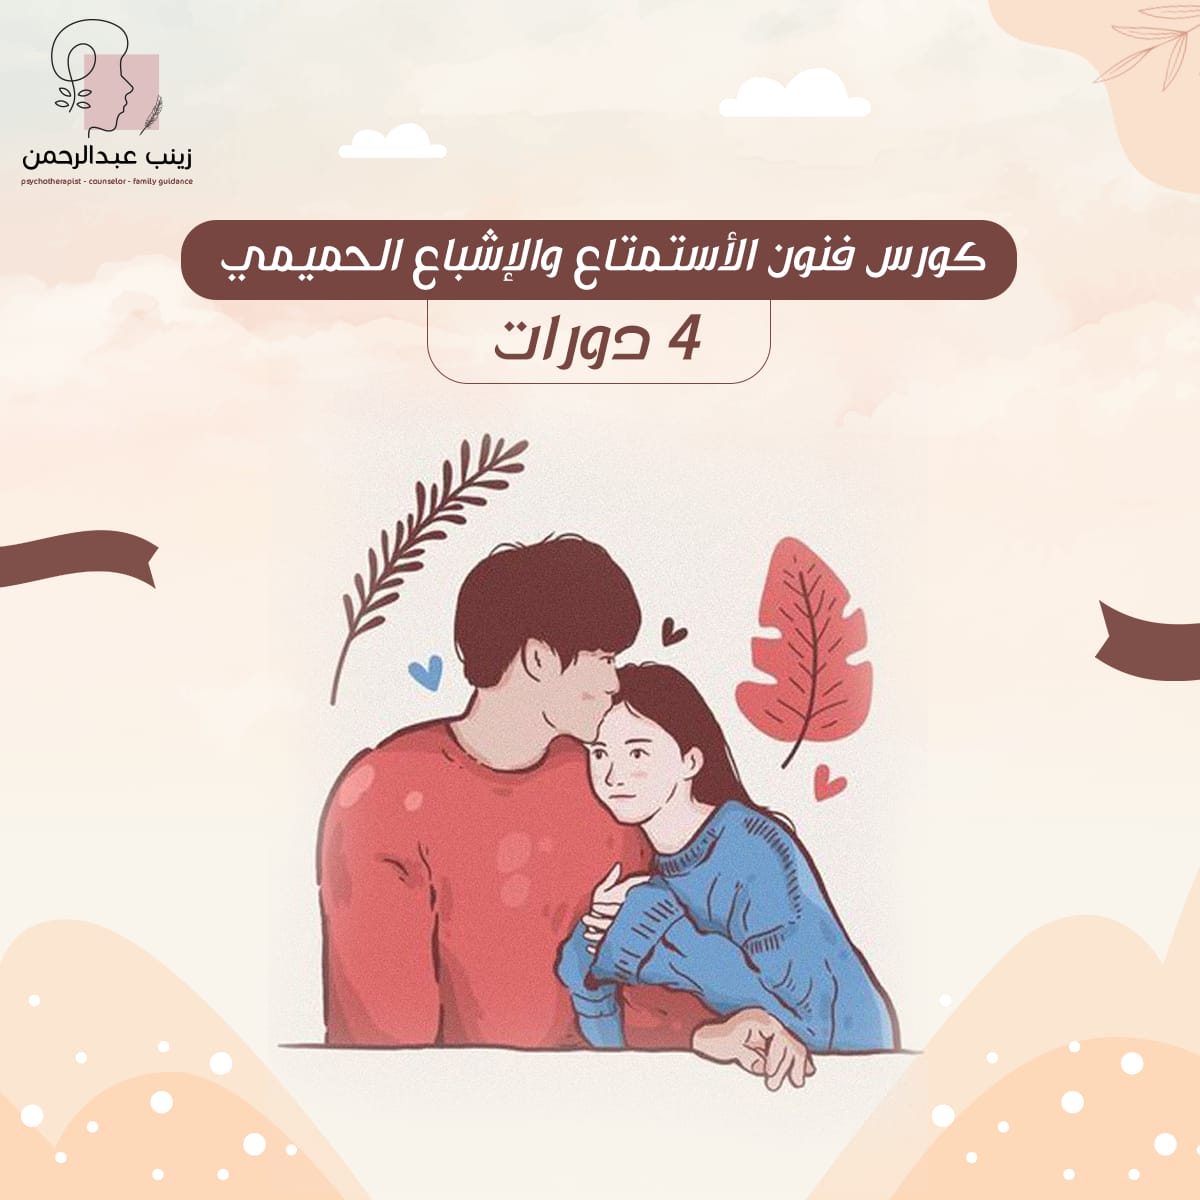 زينب عبدالرحمن
psychotherapist - counselor - family guidance
كورس فنون الأستمتاع والإشباع الحميمي
4 دورات